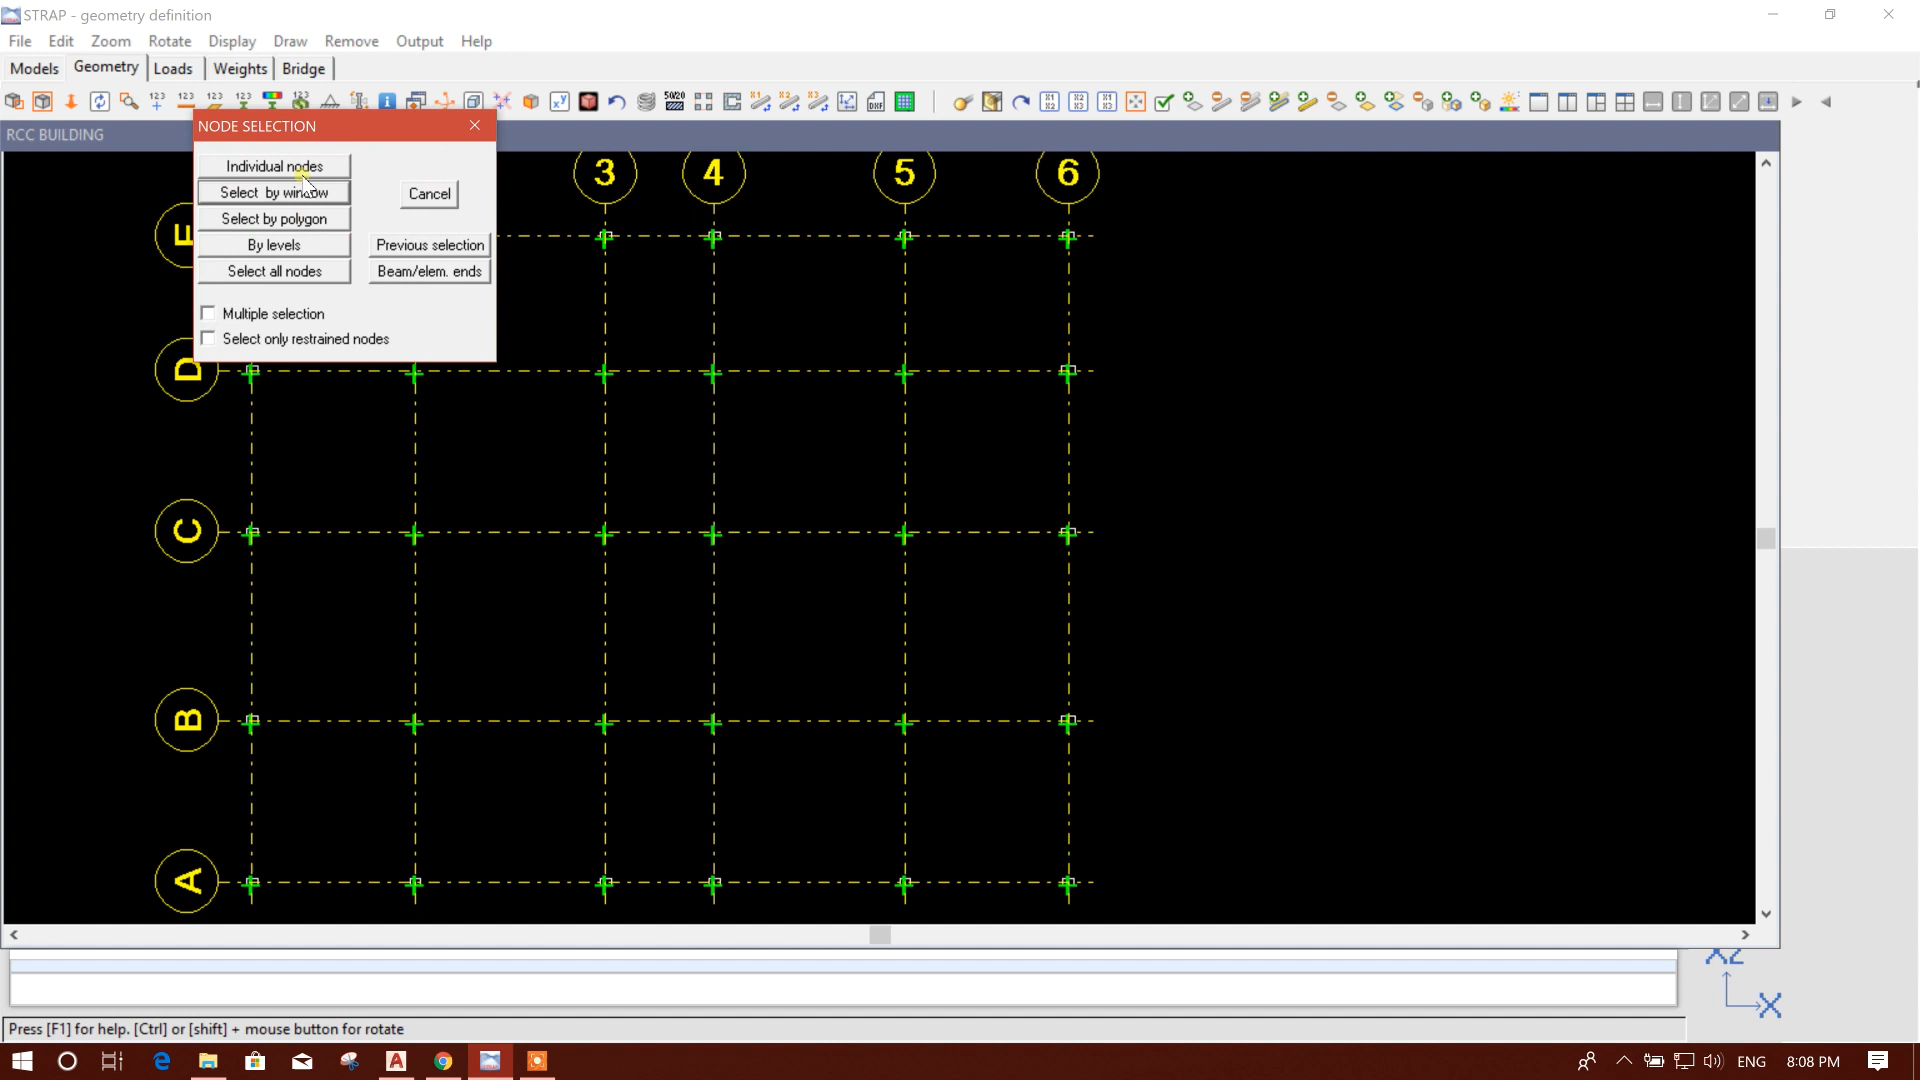 STRAP - geometry definition
File Edit Zoom Rotate Display Draw Remove Output Help
Models Geometry Loads Weights Bridge
RCC BUILDING
NODE SELECTION
Individual nodes
Select by window
Cancel
Select by polygon
By levels
Previous selection
Select all nodes
Beam/elem. ends
Multiple selection
Select only restrained nodes
3 4 5 6
E
D
C
B
A
X2
X
Press [F1] for help. [Ctrl] or [shift] + mouse button for rotate
ENG 8:08 PM